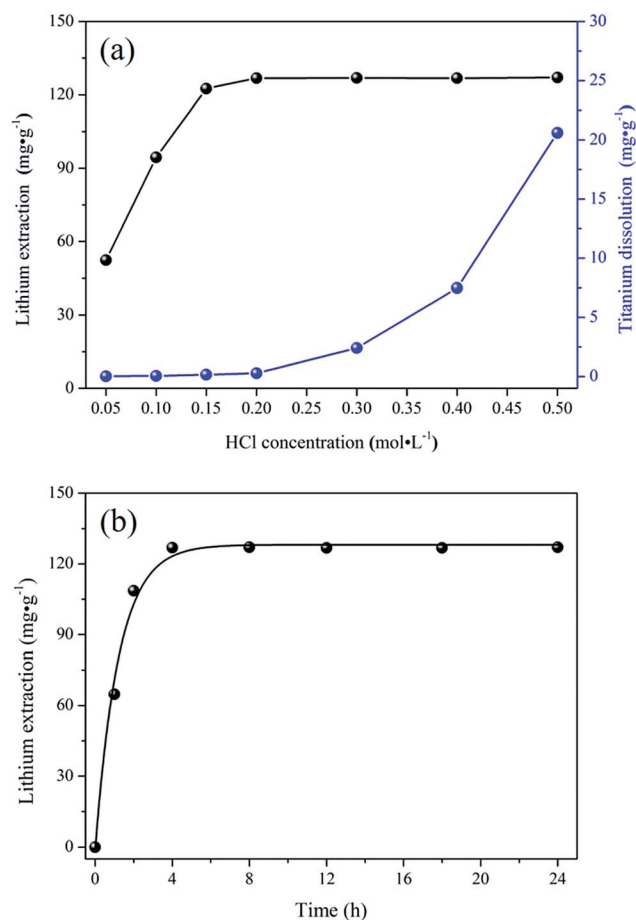 (a)
Lithium extraction (mg•g⁻¹)
150
120
90
60
30
0
30
25
20
15
10
5
0
Titanium dissolution (mg•g⁻¹)
0.05 0.10 0.15 0.20 0.25 0.30 0.35 0.40 0.45 0.50
HCl concentration (mol•L⁻¹)
(b)
Lithium extraction (mg•g⁻¹)
150
120
90
60
30
0
0 4 8 12 16 20 24
Time (h)